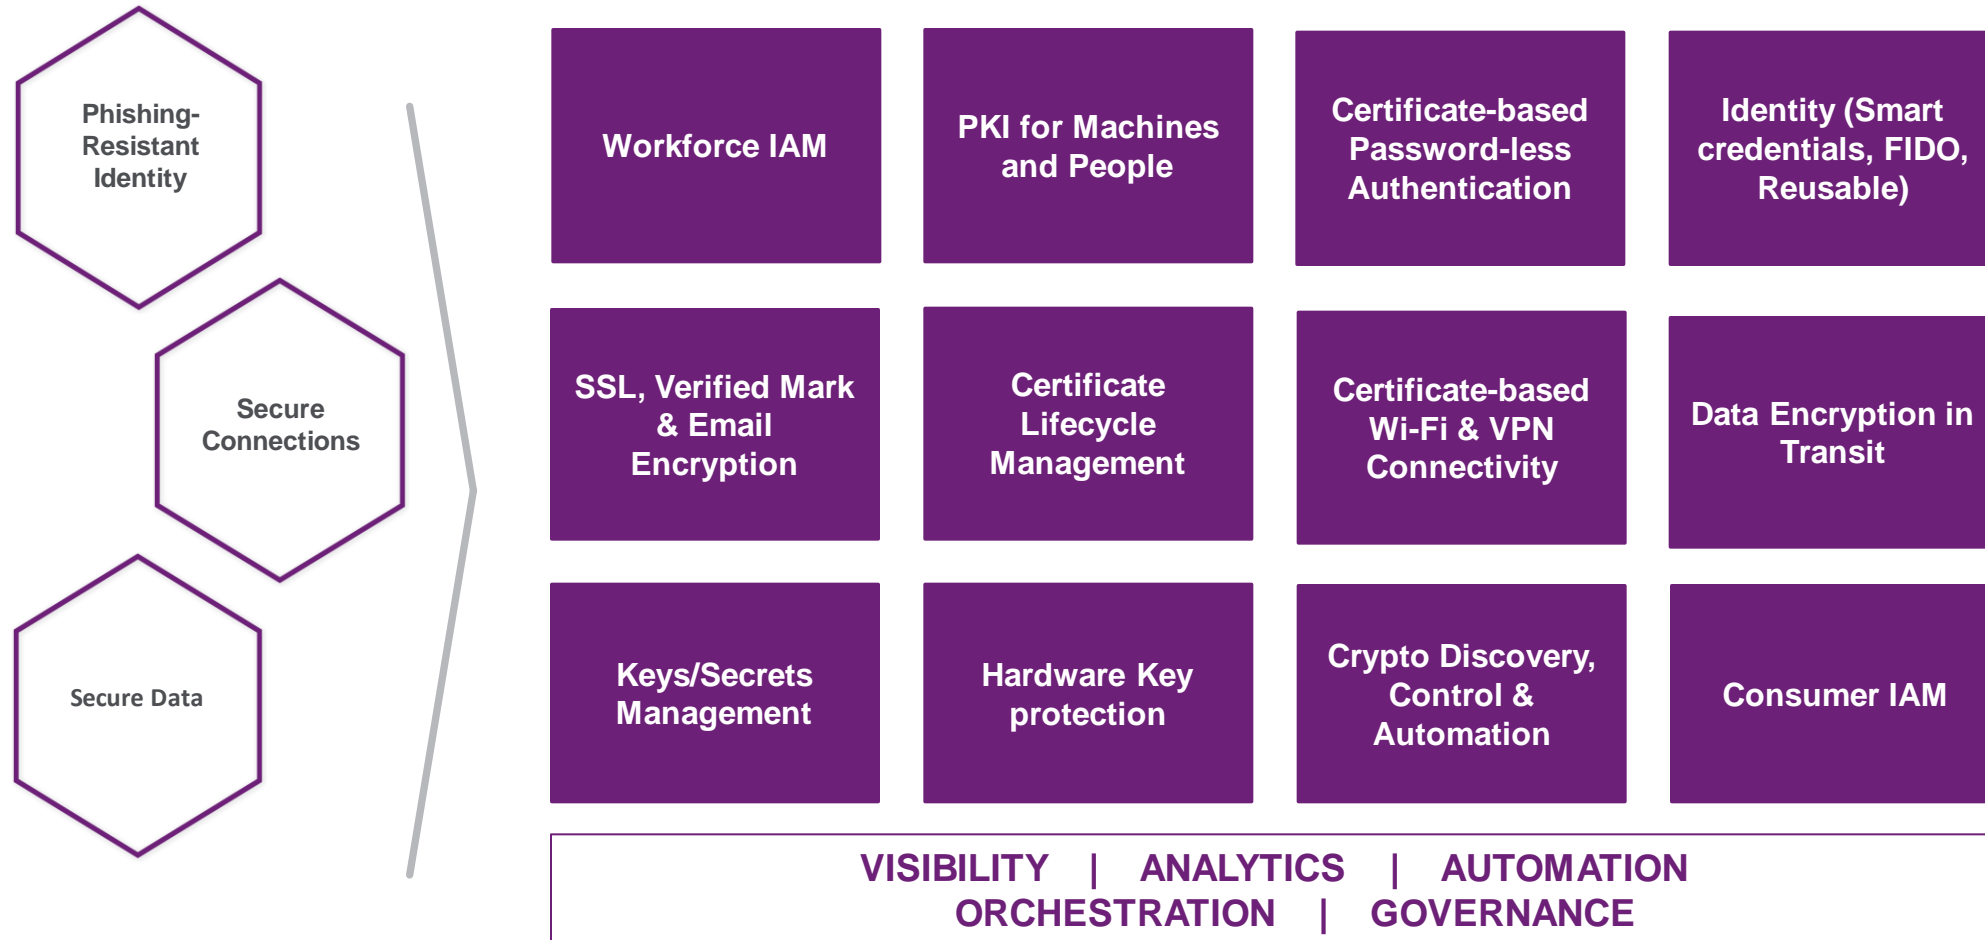 Phishing-
Resistant
Identity
Secure
Connections
Secure Data
Workforce IAM
PKI for Machines
and People
Certificate-based
Password-less
Authentication
Identity (Smart
credentials, FIDO,
Reusable)
SSL, Verified Mark
& Email
Encryption
Certificate
Lifecycle
Management
Certificate-based
Wi-Fi & VPN
Connectivity
Data Encryption in
Transit
Keys/Secrets
Management
Hardware Key
protection
Crypto Discovery,
Control &
Automation
Consumer IAM
VISIBILITY | ANALYTICS | AUTOMATION
ORCHESTRATION | GOVERNANCE